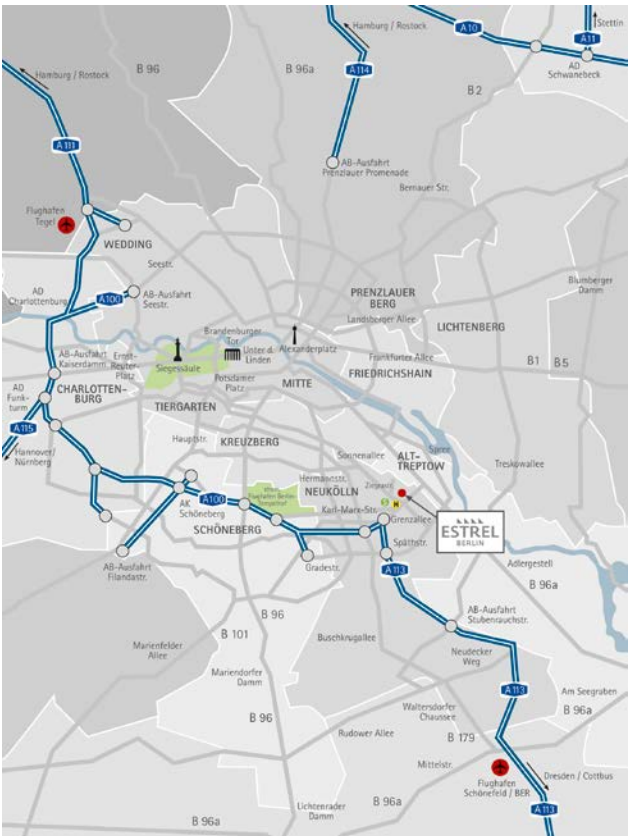 Hamburg / Rostock
A10
Stettin
A11
Hamburg / Rostock
B 96
B 96a
A114
AD
Schwanebeck
B 2
A111
AB-Ausfahrt
Prenzlauer Promenade
Bernauer Str.
Flughafen
Tegel
WEDDING
Seestr.
AD
Charlottenburg
A100
AB-Ausfahrt
Seestr.
PRENZLAUER
BERG
Landsberger Allee
LICHTENBERG
Blumberger
Damm
Brandenburger
Tor
Unter d.
Linden
Alexanderplatz
AB-Ausfahrt
Kaiserdamm
Ernst-
Reuter-
Platz
Siegessäule
Frankfurter Allee
FRIEDRICHSHAIN
B1
B 5
AD
Funk-
turm
CHARLOTTEN-
BURG
Potsdamer
Platz
MITTE
TIERGARTEN
A115
Hannover/
Nürnberg
Hauptstr.
KREUZBERG
Sonnenallee
ALT-
TREPTOW
Spree
Treskowallee
Hermannstr.
NEUKÖLLN
Ziegrastr.
S
H
AK
Schöneberg
A100
Karl-Marx-Str.
Grenzallee
SCHÖNEBERG
Späthstr.
ESTREL
BERLIN
Gradestr.
AB-Ausfahrt
Filandastr.
A113
Adlergestell
B 96a
B 96
AB-Ausfahrt
Stubenrauchstr.
B 101
Marienfelder
Allee
Buschkrugallee
Neudecker
Weg
Mariendorfer
Damm
A113
Am Seegraben
B 96
Waltersdorfer
Chaussee
B 96a
Rudower Allee
B 179
Mittelstr.
Flughafen
Schönefeld / BER
Dresden / Cottbus
Lichtenrader
Damm
B 96a
B 96a
A113